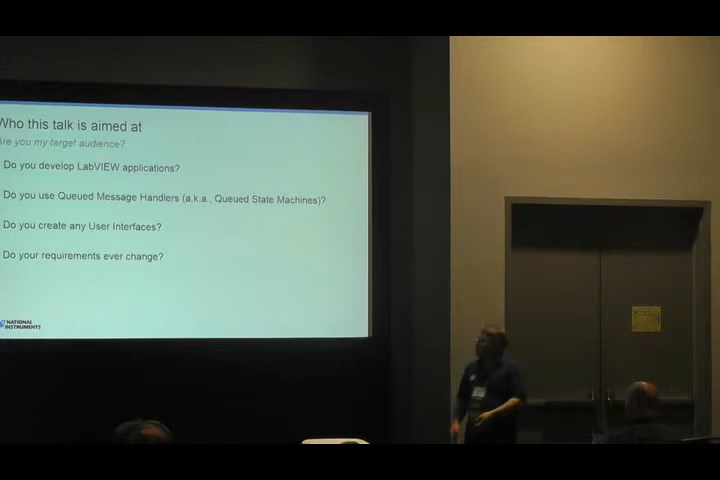 Who this talk is aimed at
Are you my target audience?
Do you develop LabVIEW applications?
Do you use Queued Message Handlers (a.k.a., Queued State Machines)?
Do you create any User Interfaces?
Do your requirements ever change?
NATIONAL
INSTRUMENTS